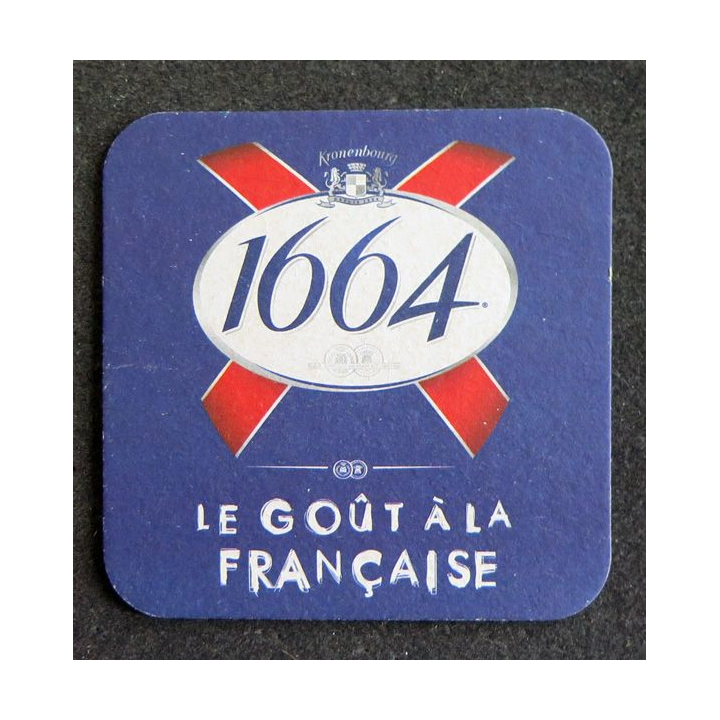 Kronenbourg
1664
LE GOÛT À LA
FRANÇAISE